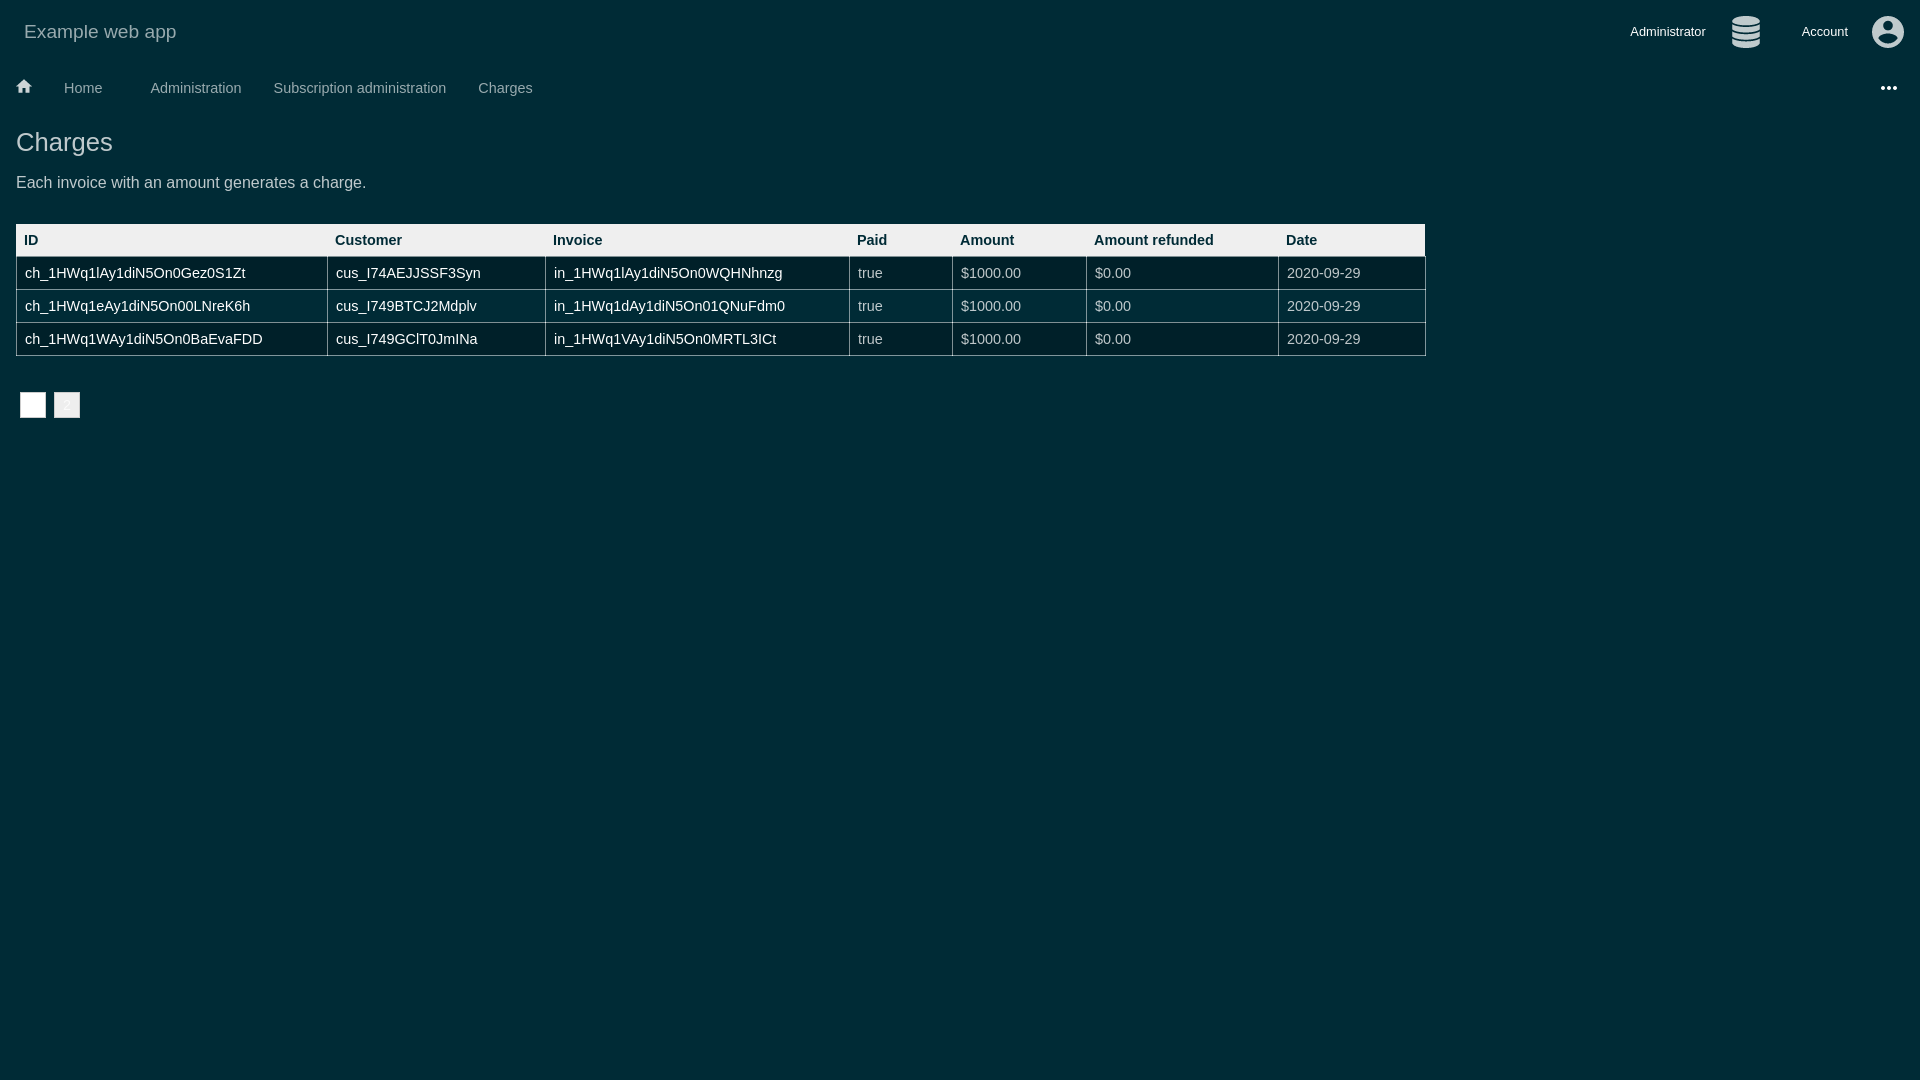 Example web app
Administrator Account
Home Administration Subscription administration Charges
Charges
Each invoice with an amount generates a charge.
ID Customer Invoice Paid Amount Amount refunded Date
ch_1HWq1lAy1diN5On0Gez0S1Zt cus_I74AEJJSSF3Syn in_1HWq1lAy1diN5On0WQHNhnzg true $1000.00 $0.00 2020-09-29
ch_1HWq1eAy1diN5On00LNreK6h cus_I749BTCJ2Mdplv in_1HWq1dAy1diN5On01QNuFdm0 true $1000.00 $0.00 2020-09-29
ch_1HWq1WAy1diN5On0BaEvaFDD cus_I749GClT0JmINa in_1HWq1VAy1diN5On0MRTL3ICt true $1000.00 $0.00 2020-09-29
2